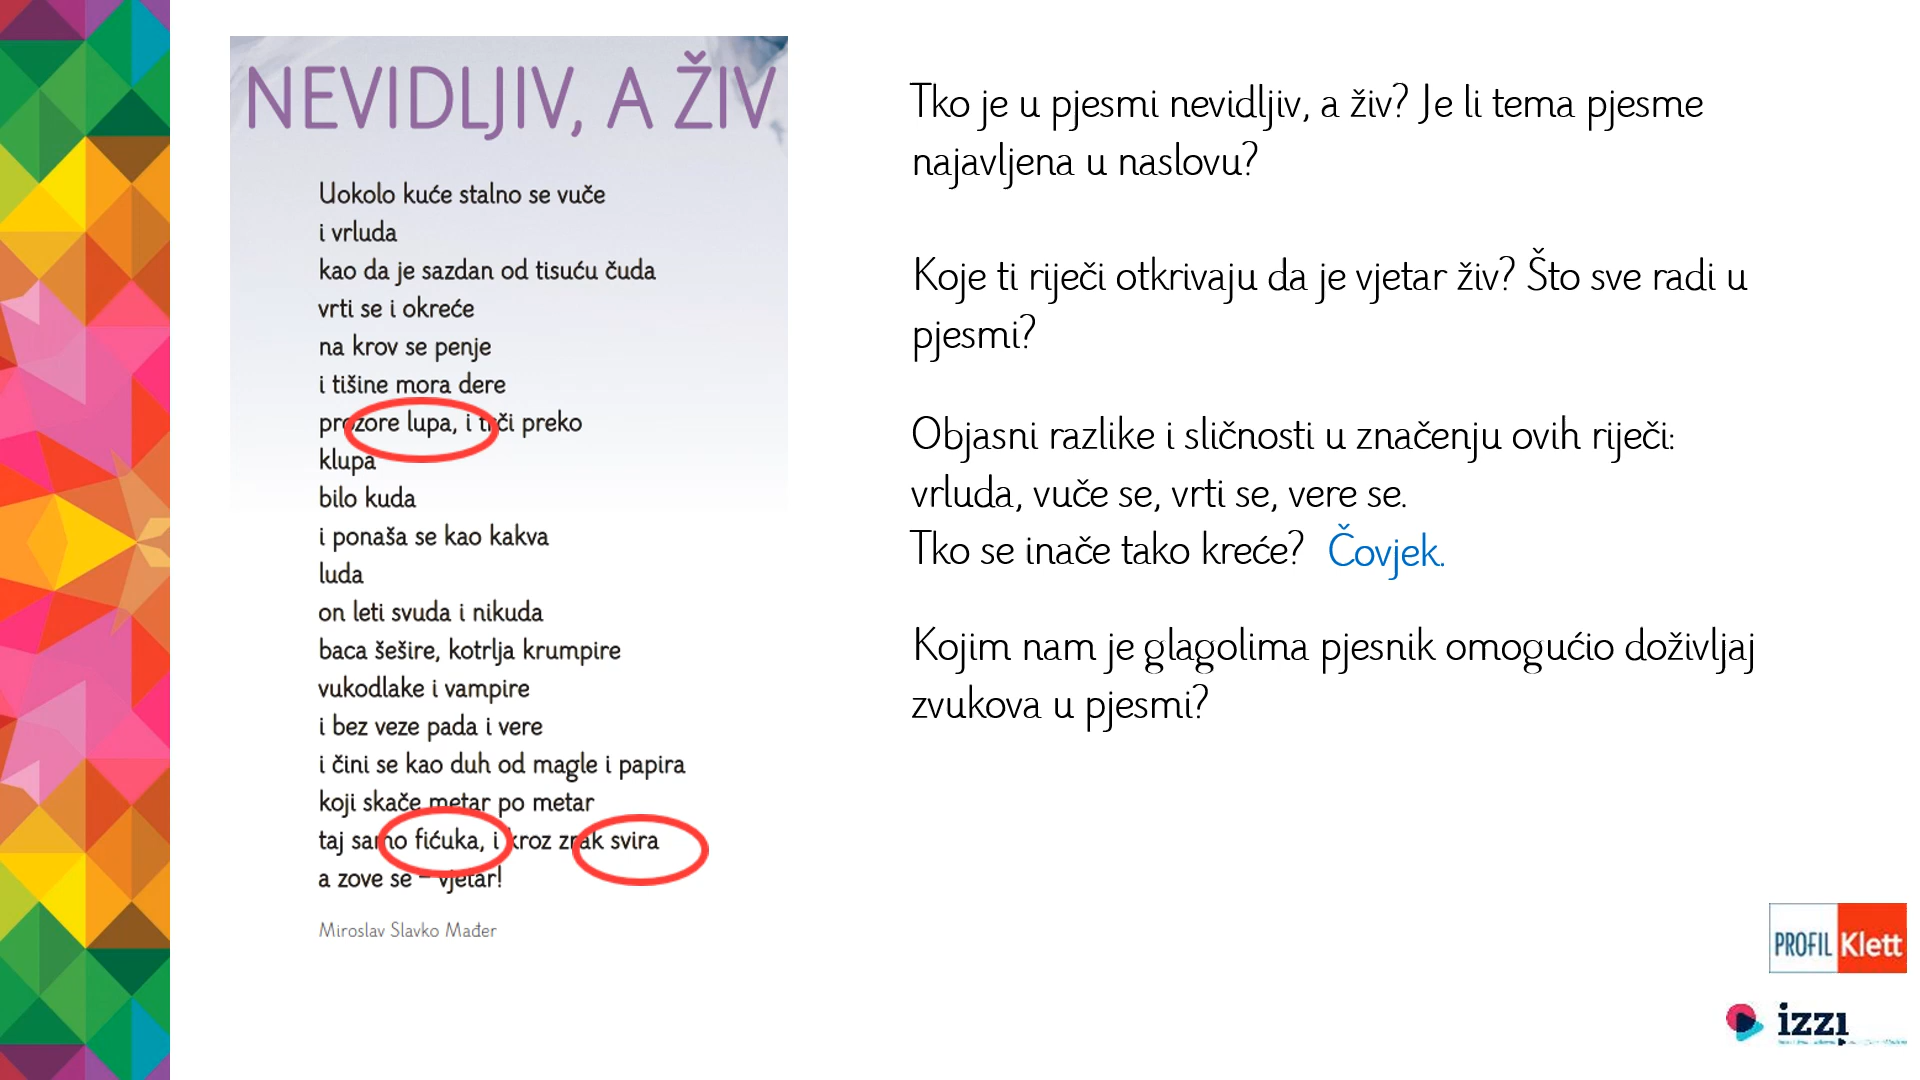 NEVIDLJIV, A ŽIV
Uokolo kuće stalno se vuče
i vrluda
kao da je sazdan od tisuću čuda
vrti se i okreće
na krov se penje
i tišine mora dere
prozore lupa, i trči preko
klupa
bilo kuda
i ponaša se kao kakva
luda
on leti svuda i nikuda
baca šešire, kotrlja krumpire
vukodlake i vampire
i bez veze pada i vere
i čini se kao duh od magle i papira
koji skače metar po metar
taj samo fićuka, i kroz zrak svira
a zove se – vjetar!
Miroslav Slavko Mađer
Tko je u pjesmi nevidljiv, a živ? Je li tema pjesme
najavljena u naslovu?
Koje ti riječi otkrivaju da je vjetar živ? Što sve radi u
pjesmi?
Objasni razlike i sličnosti u značenju ovih riječi:
vrluda, vuče se, vrti se, vere se.
Tko se inače tako kreće? Čovjek.
Kojim nam je glagolima pjesnik omogućio doživljaj
zvukova u pjesmi?
PROFIL Klett
izzi